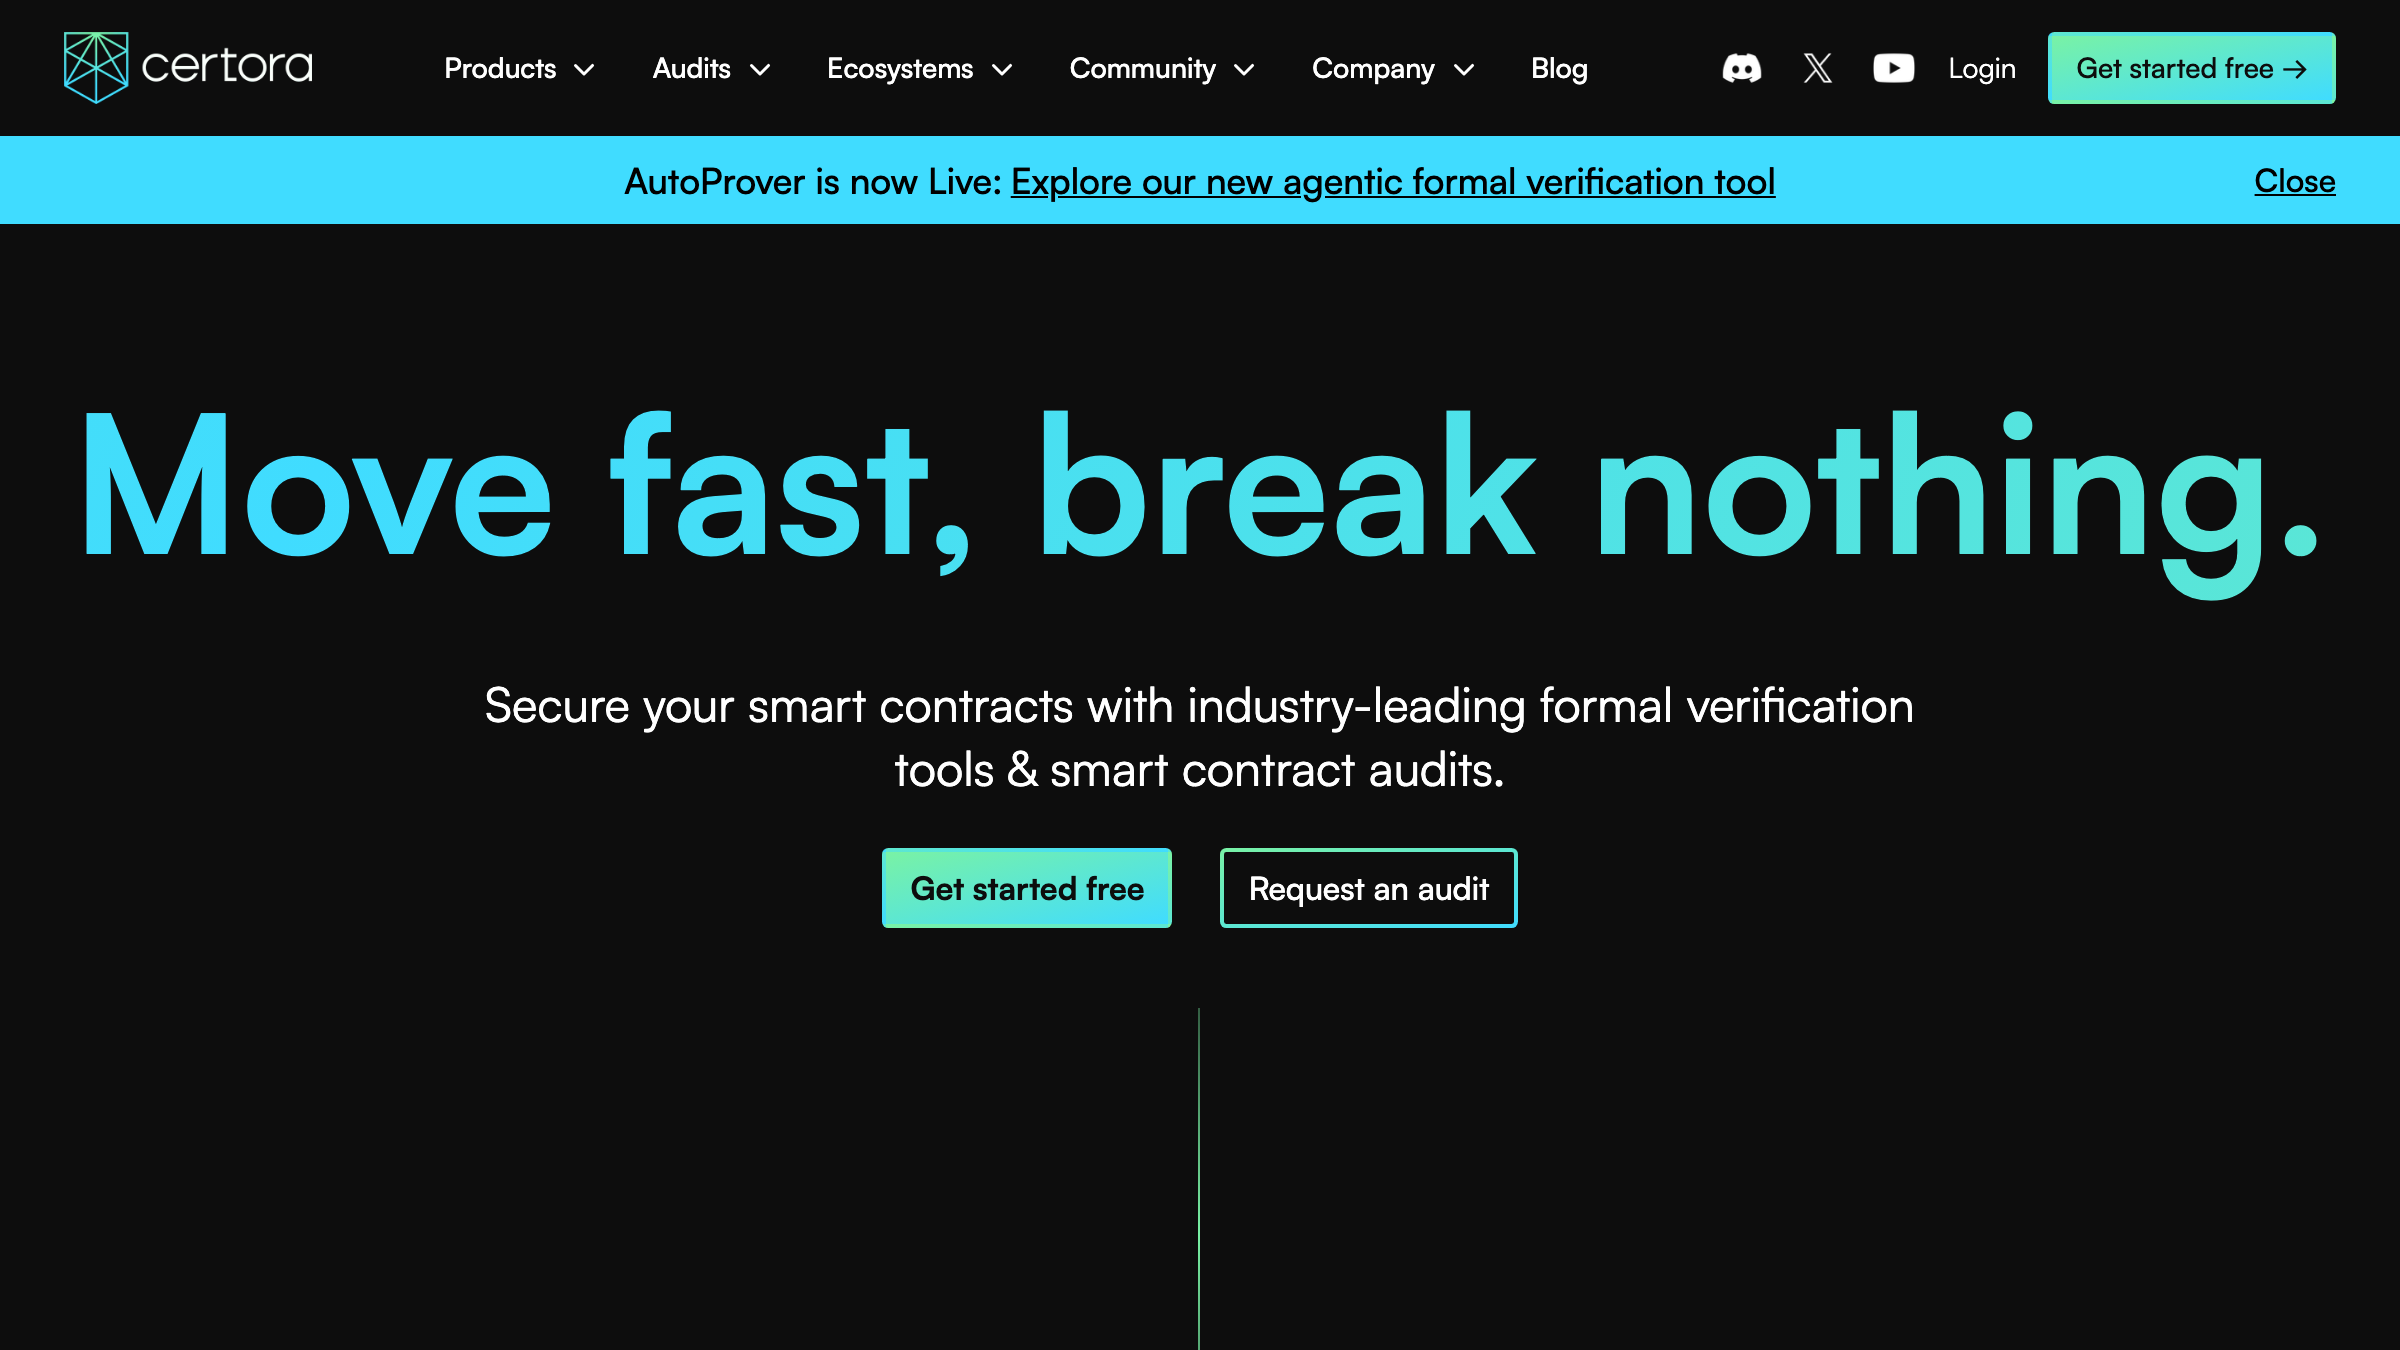 certora
Products
Audits
Ecosystems
Community
Company
Blog
Login
Get started free →
AutoProver is now Live: Explore our new agentic formal verification tool
Close
Move fast, break nothing.
Secure your smart contracts with industry-leading formal verification
tools & smart contract audits.
Get started free
Request an audit